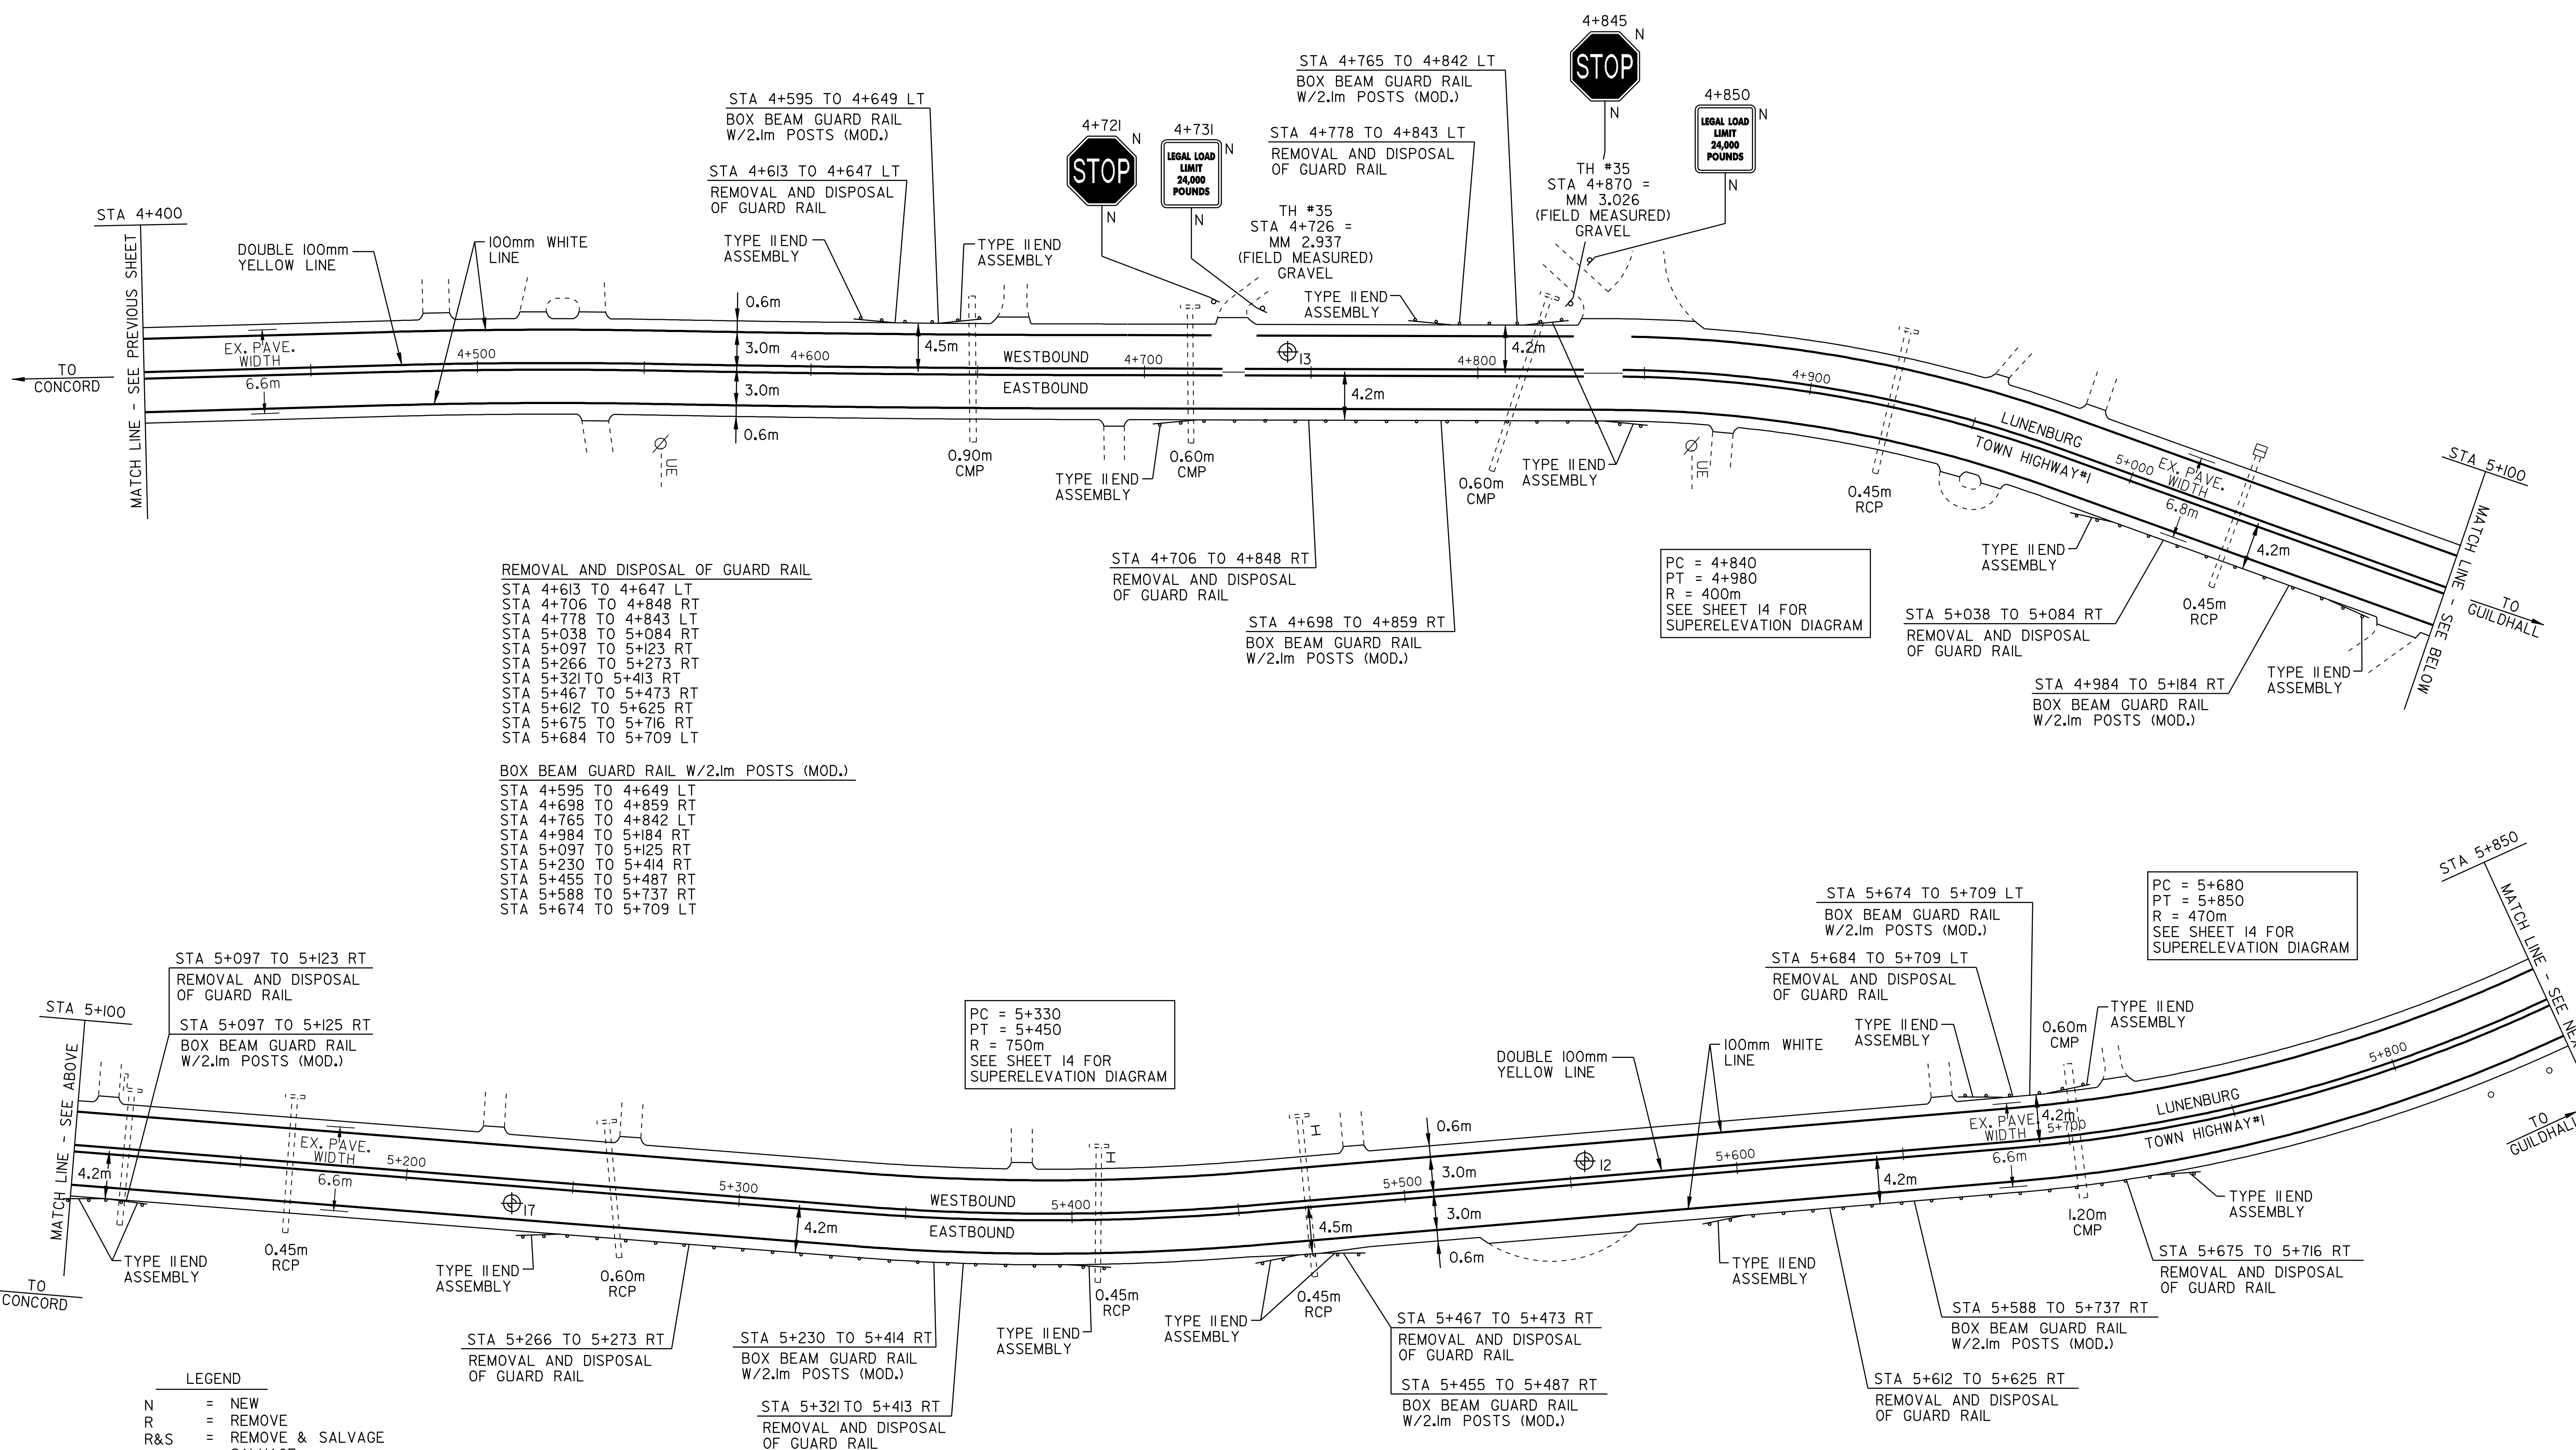 4+845
N
STOP
N
4+850
N
LEGAL LOAD
LIMIT
24,000
POUNDS
N
STA 4+765 TO 4+842 LT
BOX BEAM GUARD RAIL
W/2.1m POSTS (MOD.)
STA 4+778 TO 4+843 LT
REMOVAL AND DISPOSAL
OF GUARD RAIL
STA 4+595 TO 4+649 LT
BOX BEAM GUARD RAIL
W/2.1m POSTS (MOD.)
STA 4+613 TO 4+647 LT
REMOVAL AND DISPOSAL
OF GUARD RAIL
4+721
N
STOP
N
4+731
N
LEGAL LOAD
LIMIT
24,000
POUNDS
N
TH #35
STA 4+726 =
MM 2.937
(FIELD MEASURED)
GRAVEL
TH #35
STA 4+870 =
MM 3.026
(FIELD MEASURED)
GRAVEL
STA 4+400
MATCH LINE - SEE PREVIOUS SHEET
TO
CONCORD
DOUBLE 100mm
YELLOW LINE
100mm WHITE
LINE
TYPE II END
ASSEMBLY
TYPE II END
ASSEMBLY
TYPE II END
ASSEMBLY
0.6m
3.0m
3.0m
0.6m
EX. PAVE.
WIDTH
6.6m
4+500
4+600
4.5m
WESTBOUND
EASTBOUND
4+700
13
4.2m
4+800
4.2m
4+900
LUNENBURG
TOWN HIGHWAY#1
5+000
EX. PAVE.
WIDTH
6.8m
4.2m
STA 5+100
MATCH LINE - SEE BELOW
TO
GUILDHALL
UE
0.90m
CMP
0.60m
CMP
TYPE II END
ASSEMBLY
0.60m
CMP
TYPE II END
ASSEMBLY
UE
0.45m
RCP
TYPE II END
ASSEMBLY
0.45m
RCP
TYPE II END
ASSEMBLY
STA 4+706 TO 4+848 RT
REMOVAL AND DISPOSAL
OF GUARD RAIL
STA 4+698 TO 4+859 RT
BOX BEAM GUARD RAIL
W/2.1m POSTS (MOD.)
PC = 4+840
PT = 4+980
R = 400m
SEE SHEET 14 FOR
SUPERELEVATION DIAGRAM
STA 5+038 TO 5+084 RT
REMOVAL AND DISPOSAL
OF GUARD RAIL
STA 4+984 TO 5+184 RT
BOX BEAM GUARD RAIL
W/2.1m POSTS (MOD.)
REMOVAL AND DISPOSAL OF GUARD RAIL
STA 4+613 TO 4+647 LT
STA 4+706 TO 4+848 RT
STA 4+778 TO 4+843 LT
STA 5+038 TO 5+084 RT
STA 5+097 TO 5+123 RT
STA 5+266 TO 5+273 RT
STA 5+321 TO 5+413 RT
STA 5+467 TO 5+473 RT
STA 5+612 TO 5+625 RT
STA 5+675 TO 5+716 RT
STA 5+684 TO 5+709 LT
BOX BEAM GUARD RAIL W/2.1m POSTS (MOD.)
STA 4+595 TO 4+649 LT
STA 4+698 TO 4+859 RT
STA 4+765 TO 4+842 LT
STA 4+984 TO 5+184 RT
STA 5+097 TO 5+125 RT
STA 5+230 TO 5+414 RT
STA 5+455 TO 5+487 RT
STA 5+588 TO 5+737 RT
STA 5+674 TO 5+709 LT
STA 5+097 TO 5+123 RT
REMOVAL AND DISPOSAL
OF GUARD RAIL
STA 5+097 TO 5+125 RT
BOX BEAM GUARD RAIL
W/2.1m POSTS (MOD.)
STA 5+100
MATCH LINE - SEE ABOVE
TO
CONCORD
PC = 5+330
PT = 5+450
R = 750m
SEE SHEET 14 FOR
SUPERELEVATION DIAGRAM
STA 5+674 TO 5+709 LT
BOX BEAM GUARD RAIL
W/2.1m POSTS (MOD.)
STA 5+684 TO 5+709 LT
REMOVAL AND DISPOSAL
OF GUARD RAIL
PC = 5+680
PT = 5+850
R = 470m
SEE SHEET 14 FOR
SUPERELEVATION DIAGRAM
STA 5+850
MATCH LINE - SEE
TO
DOUBLE 100mm
YELLOW LINE
100mm WHITE
LINE
TYPE II END
ASSEMBLY
0.60m
CMP
TYPE II END
ASSEMBLY
4.2m
EX. PAVE.
WIDTH
6.6m
5+200
17
5+300
4.2m
WESTBOUND
EASTBOUND
5+400
H
H
4.5m
5+500
0.6m
3.0m
3.0m
0.6m
12
5+600
4.2m
EX. PAVE.
WIDTH
6.6m
4.2m
5+700
LUNENBURG
TOWN HIGHWAY#1
5+800
TYPE II END
ASSEMBLY
0.45m
RCP
TYPE II END
ASSEMBLY
0.60m
RCP
TYPE II END
ASSEMBLY
0.45m
RCP
TYPE II END
ASSEMBLY
0.45m
RCP
TYPE II END
ASSEMBLY
1.20m
CMP
TYPE II END
ASSEMBLY
STA 5+266 TO 5+273 RT
REMOVAL AND DISPOSAL
OF GUARD RAIL
STA 5+230 TO 5+414 RT
BOX BEAM GUARD RAIL
W/2.1m POSTS (MOD.)
STA 5+321 TO 5+413 RT
REMOVAL AND DISPOSAL
OF GUARD RAIL
STA 5+467 TO 5+473 RT
REMOVAL AND DISPOSAL
OF GUARD RAIL
STA 5+455 TO 5+487 RT
BOX BEAM GUARD RAIL
W/2.1m POSTS (MOD.)
STA 5+675 TO 5+716 RT
REMOVAL AND DISPOSAL
OF GUARD RAIL
STA 5+588 TO 5+737 RT
BOX BEAM GUARD RAIL
W/2.1m POSTS (MOD.)
STA 5+612 TO 5+625 RT
REMOVAL AND DISPOSAL
OF GUARD RAIL
LEGEND
N = NEW
R = REMOVE
R&S = REMOVE & SALVAGE